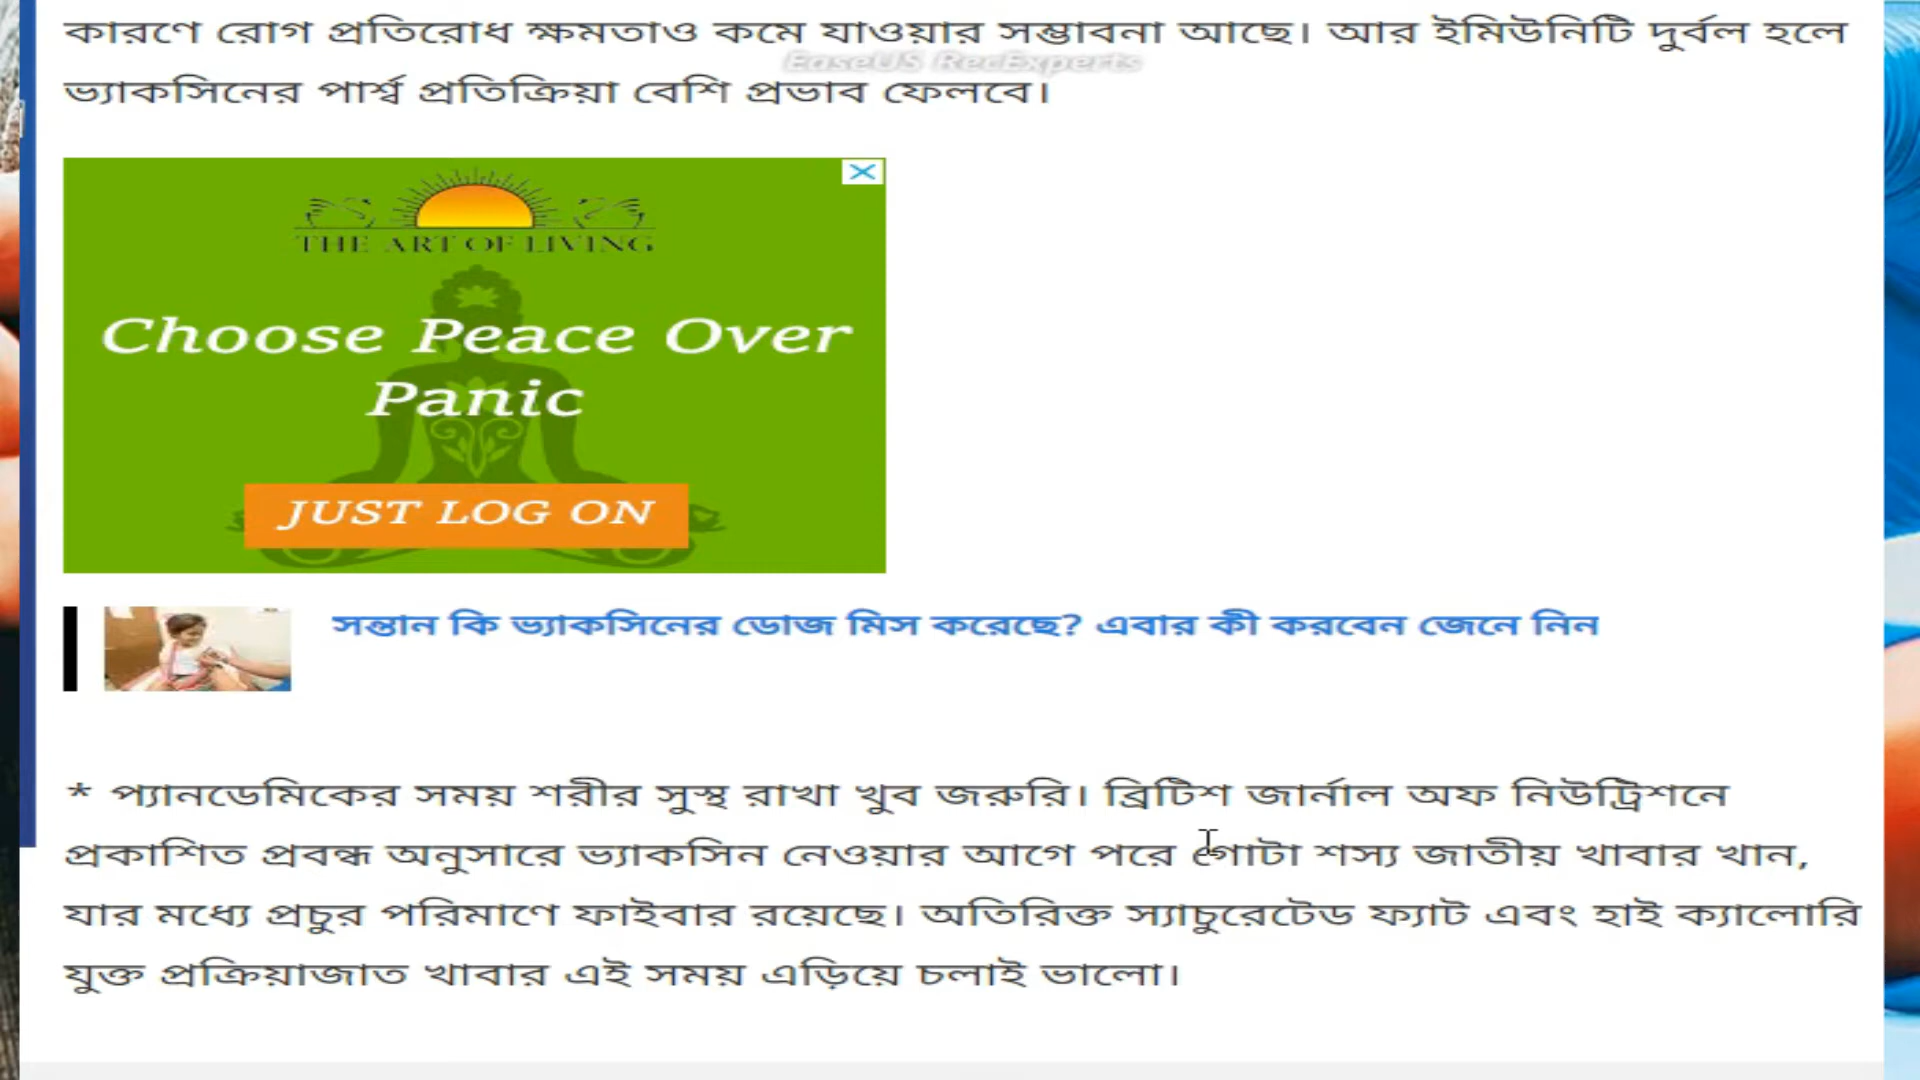 কারণে রোগ প্রতিরোধ ক্ষমতাও কমে যাওয়ার সম্ভাবনা আছে। আর ইমিউনিটি দুর্বল হলে
EaseUS RecExperts
ভ্যাকসিনের পার্শ্ব প্রতিক্রিয়া বেশি প্রভাব ফেলবে।
THE ART OF LIVING
Choose Peace Over
Panic
JUST LOG ON
সন্তান কি ভ্যাকসিনের ডোজ মিস করেছে? এবার কী করবেন জেনে নিন
* প্যানডেমিকের সময় শরীর সুস্থ রাখা খুব জরুরি। ব্রিটিশ জার্নাল অফ নিউট্রিশনে
প্রকাশিত প্রবন্ধ অনুসারে ভ্যাকসিন নেওয়ার আগে পরে গোটা শস্য জাতীয় খাবার খান,
যার মধ্যে প্রচুর পরিমাণে ফাইবার রয়েছে। অতিরিক্ত স্যাচুরেটেড ফ্যাট এবং হাই ক্যালোরি
যুক্ত প্রক্রিয়াজাত খাবার এই সময় এড়িয়ে চলাই ভালো।